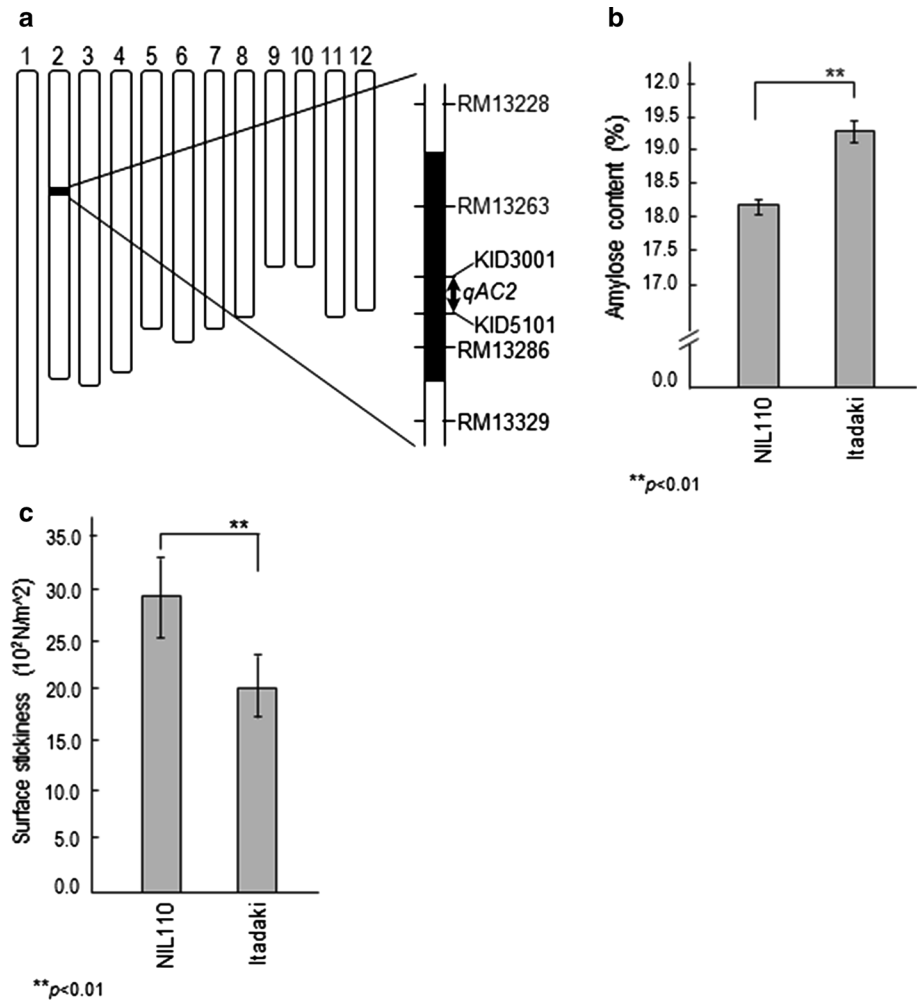 a
1 2 3 4 5 6 7 8 9 10 11 12
RM13228
RM13263
KID3001
qAC2
KID5101
RM13286
RM13329
b
Amylose content (%)
12.0
19.5
19.0
18.5
18.0
17.5
17.0
0.0
**
NIL110
Itadaki
**p<0.01
c
Surface stickiness (10²N/m^2)
35.0
30.0
25.0
20.0
15.0
10.0
5.0
0.0
**
NIL110
Itadaki
**p<0.01